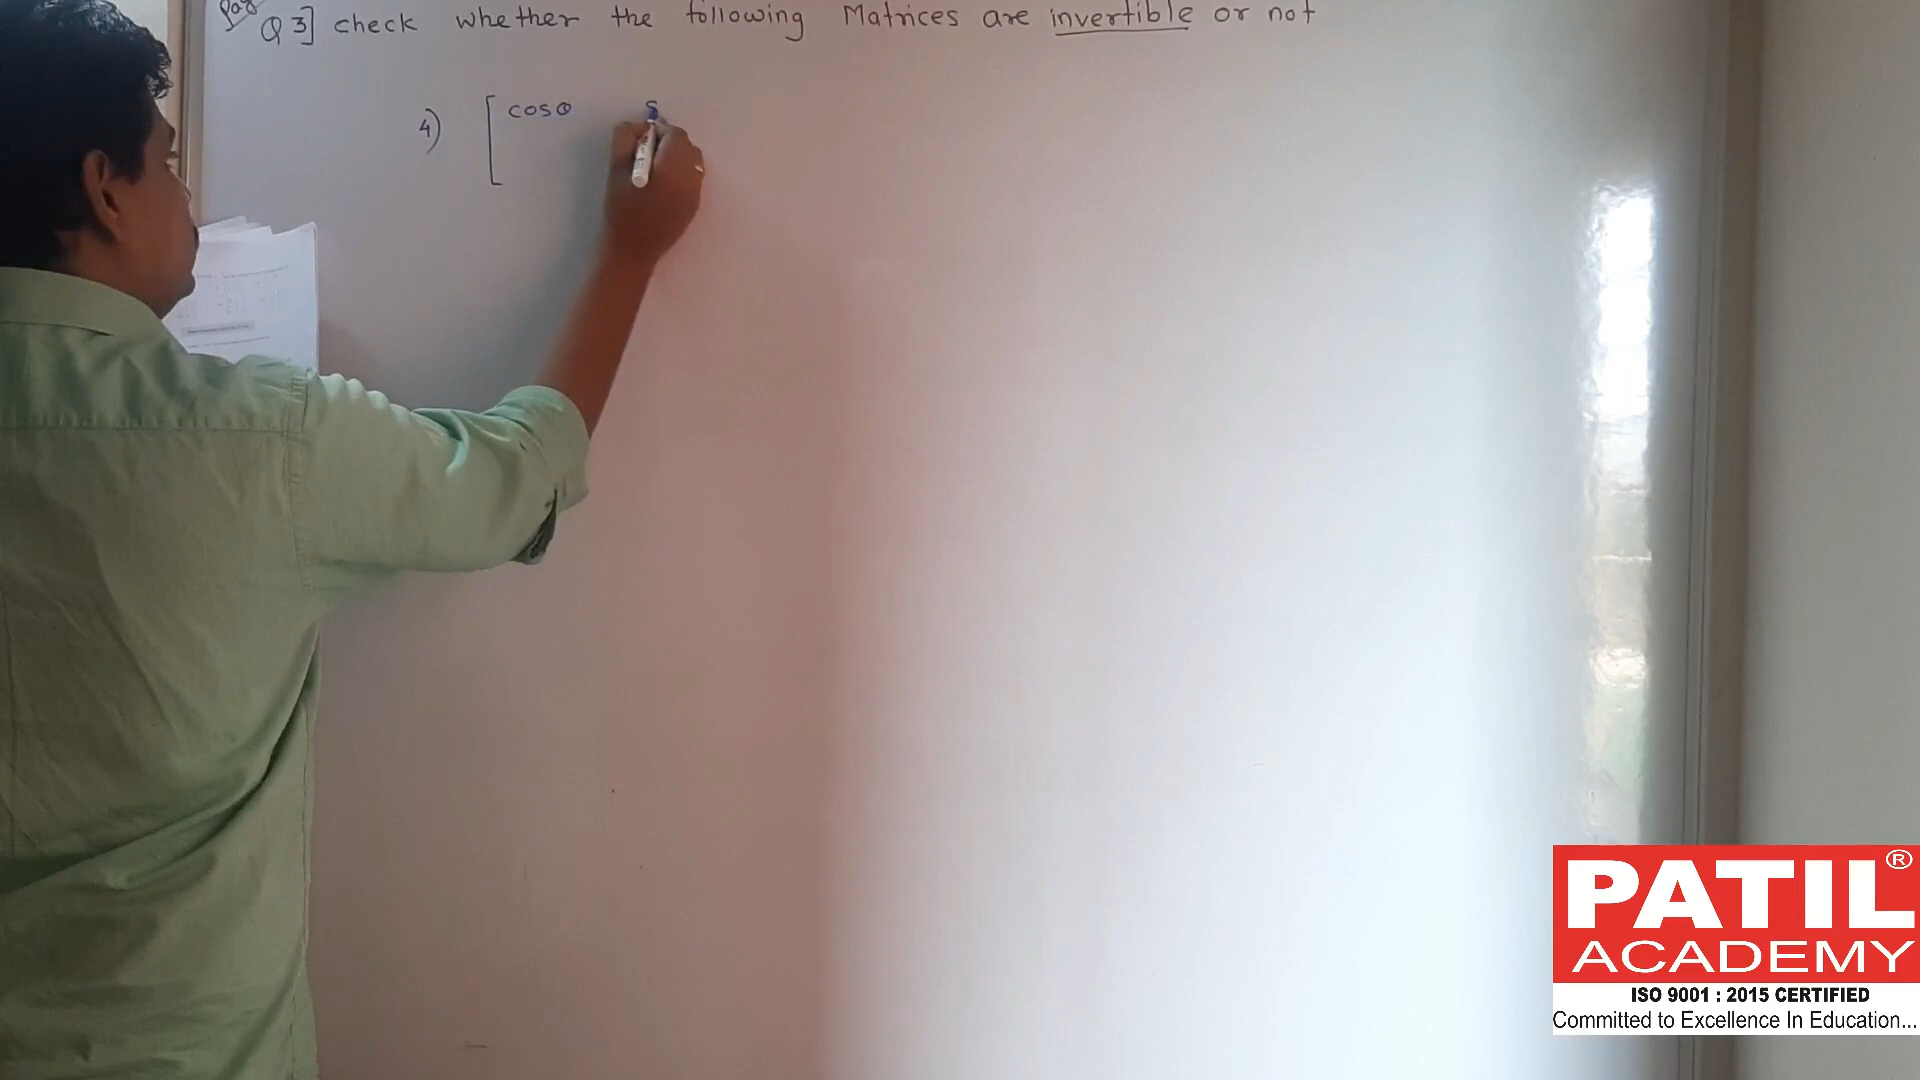 Q 3] check whether the following Matrices are invertible or not
4) [ cosθ s
PATIL ®
ACADEMY
ISO 9001 : 2015 CERTIFIED
Committed to Excellence In Education...